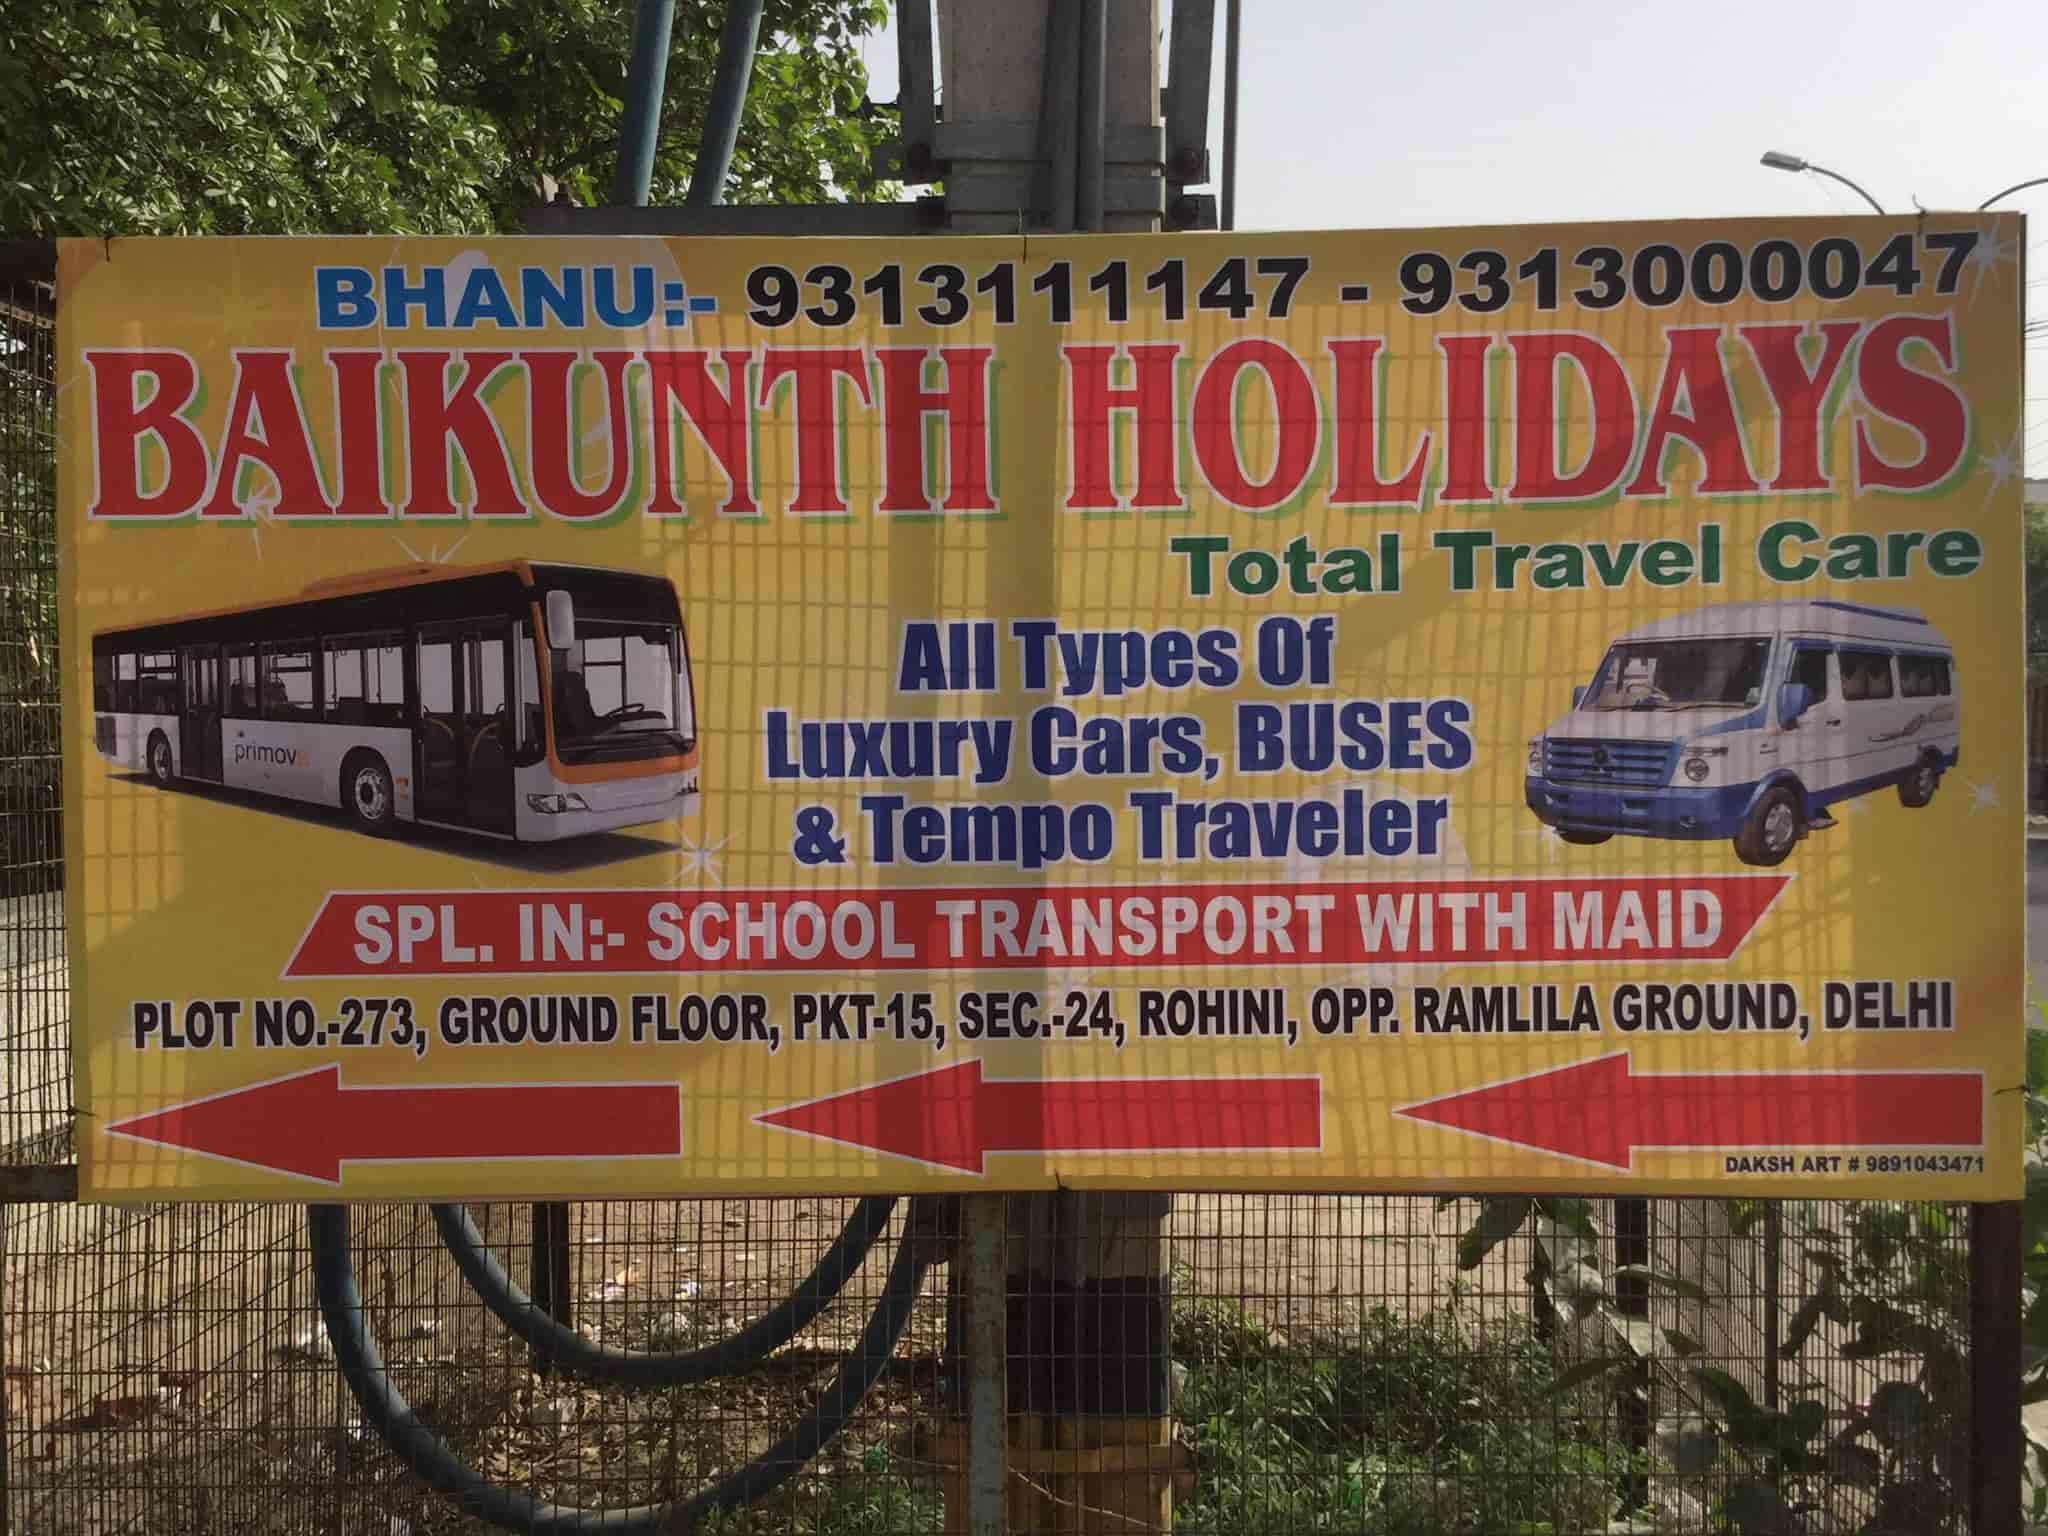 BHANU:- 9313111147 - 9313000047
BAIKUNTH HOLIDAYS
Total Travel Care
All Types Of
Luxury Cars, BUSES
& Tempo Traveler
primove
SPL. IN:- SCHOOL TRANSPORT WITH MAID
PLOT NO.-273, GROUND FLOOR, PKT-15, SEC.-24, ROHINI, OPP. RAMLILA GROUND, DELHI
DAKSH ART # 9891043471